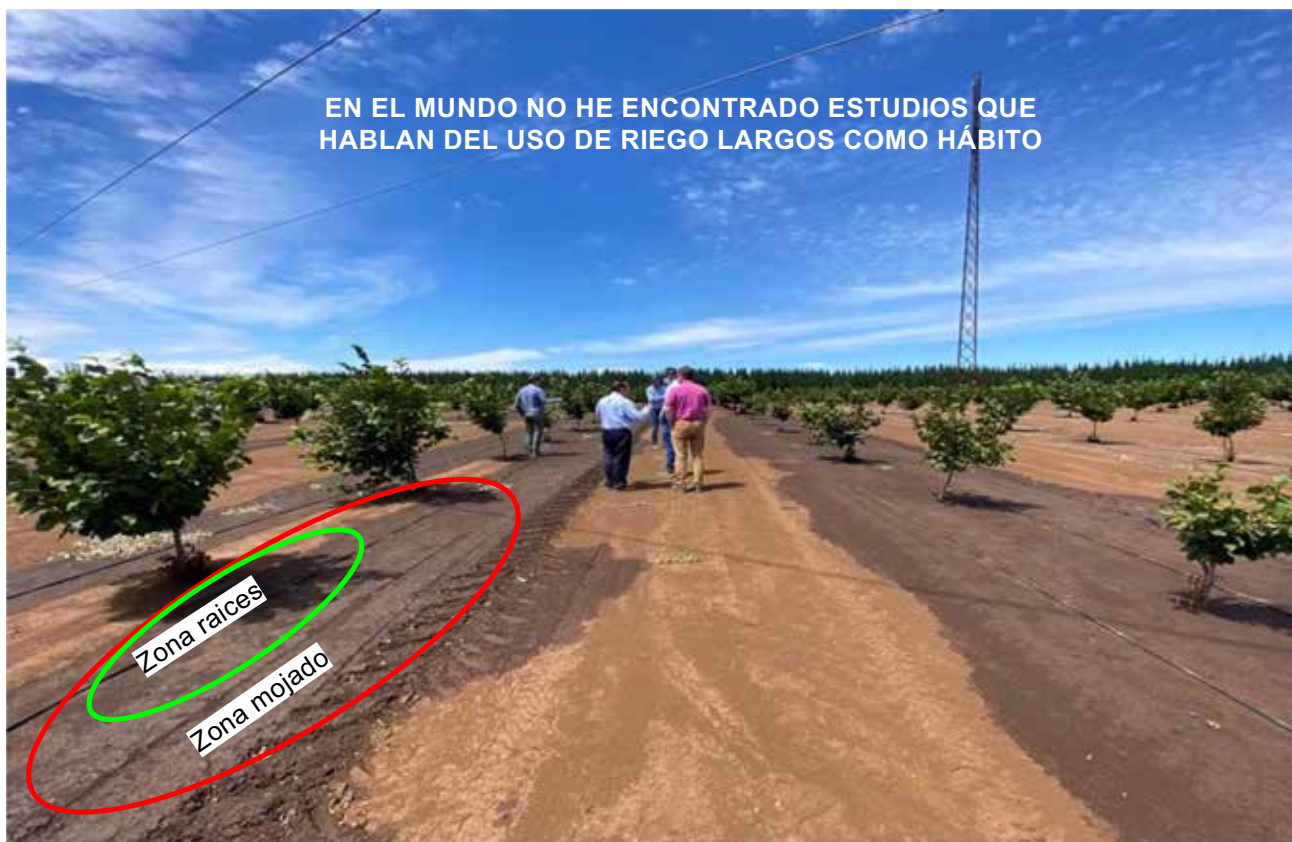 EN EL MUNDO NO HE ENCONTRADO ESTUDIOS QUE
HABLAN DEL USO DE RIEGO LARGOS COMO HÁBITO
Zona raices
Zona mojado